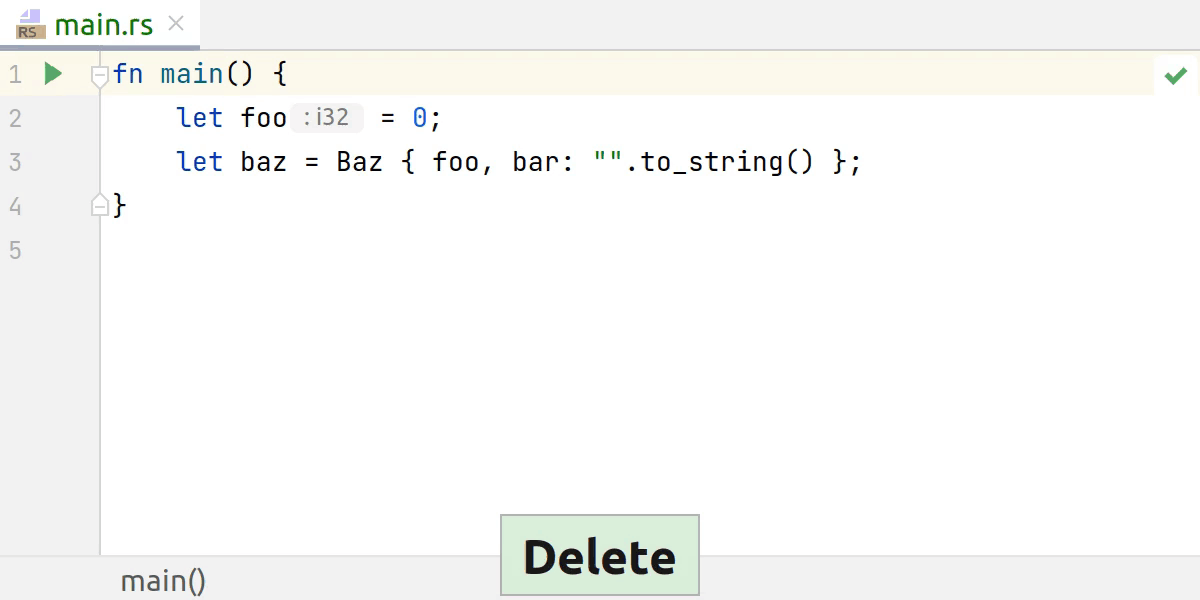 RS main.rs
1 fn main() {
2 let foo : i32 = 0;
3 let baz = Baz { foo, bar: "".to_string() };
4 }
5
Delete
main()